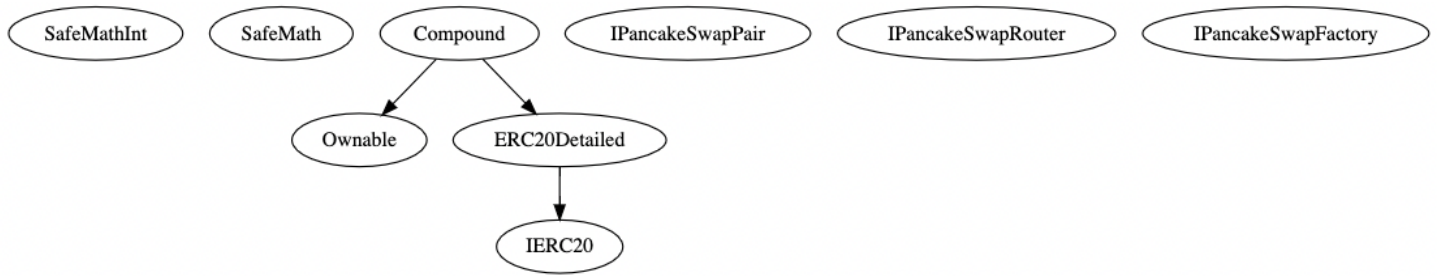 SafeMathInt
SafeMath
Compound
IPancakeSwapPair
IPancakeSwapRouter
IPancakeSwapFactory
Ownable
ERC20Detailed
IERC20